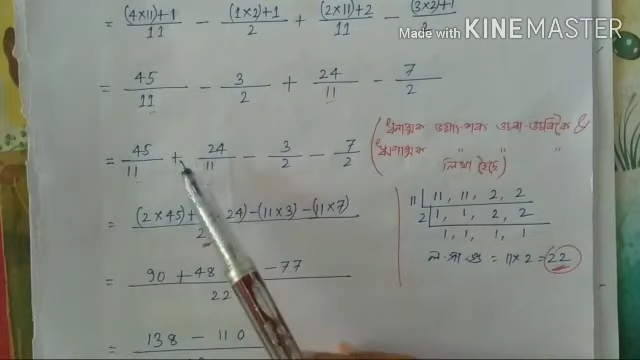 = (4×11)+1/11 - (1×2)+1/2 + (2×11)+2/11 - (3×2)+1/2
Made with KINEMASTER
= 45/11 - 3/2 + 24/11 - 7/2
= 45/11 + 24/11 - 3/2 - 7/2
(ধনাত্মক ভগ্নাংশক &
ঋণাত্মক " " "
লিখা হৈছে)
= (2×45)+ 24)-(11×3)-(11×7)
11 | 11, 11, 2, 2
2 | 1, 1, 2, 2
1, 1, 1, 1
ল.সা.গু = 11×2 = 22
= 90 + 48 - 77 / 22
= 138 - 110